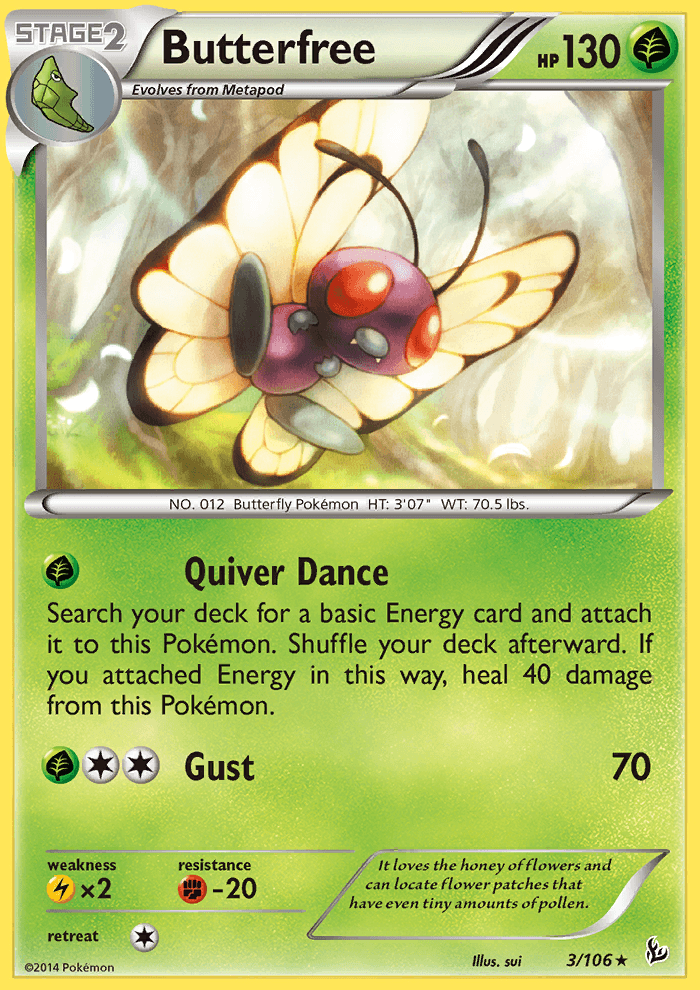 STAGE2
Butterfree
HP130
Evolves from Metapod
NO. 012 Butterfly Pokémon HT: 3'07" WT: 70.5 lbs.
Quiver Dance
Search your deck for a basic Energy card and attach
it to this Pokémon. Shuffle your deck afterward. If
you attached Energy in this way, heal 40 damage
from this Pokémon.
Gust 70
weakness resistance
×2 -20
It loves the honey of flowers and
can locate flower patches that
have even tiny amounts of pollen.
retreat
©2014 Pokémon
Illus. sui
3/106★